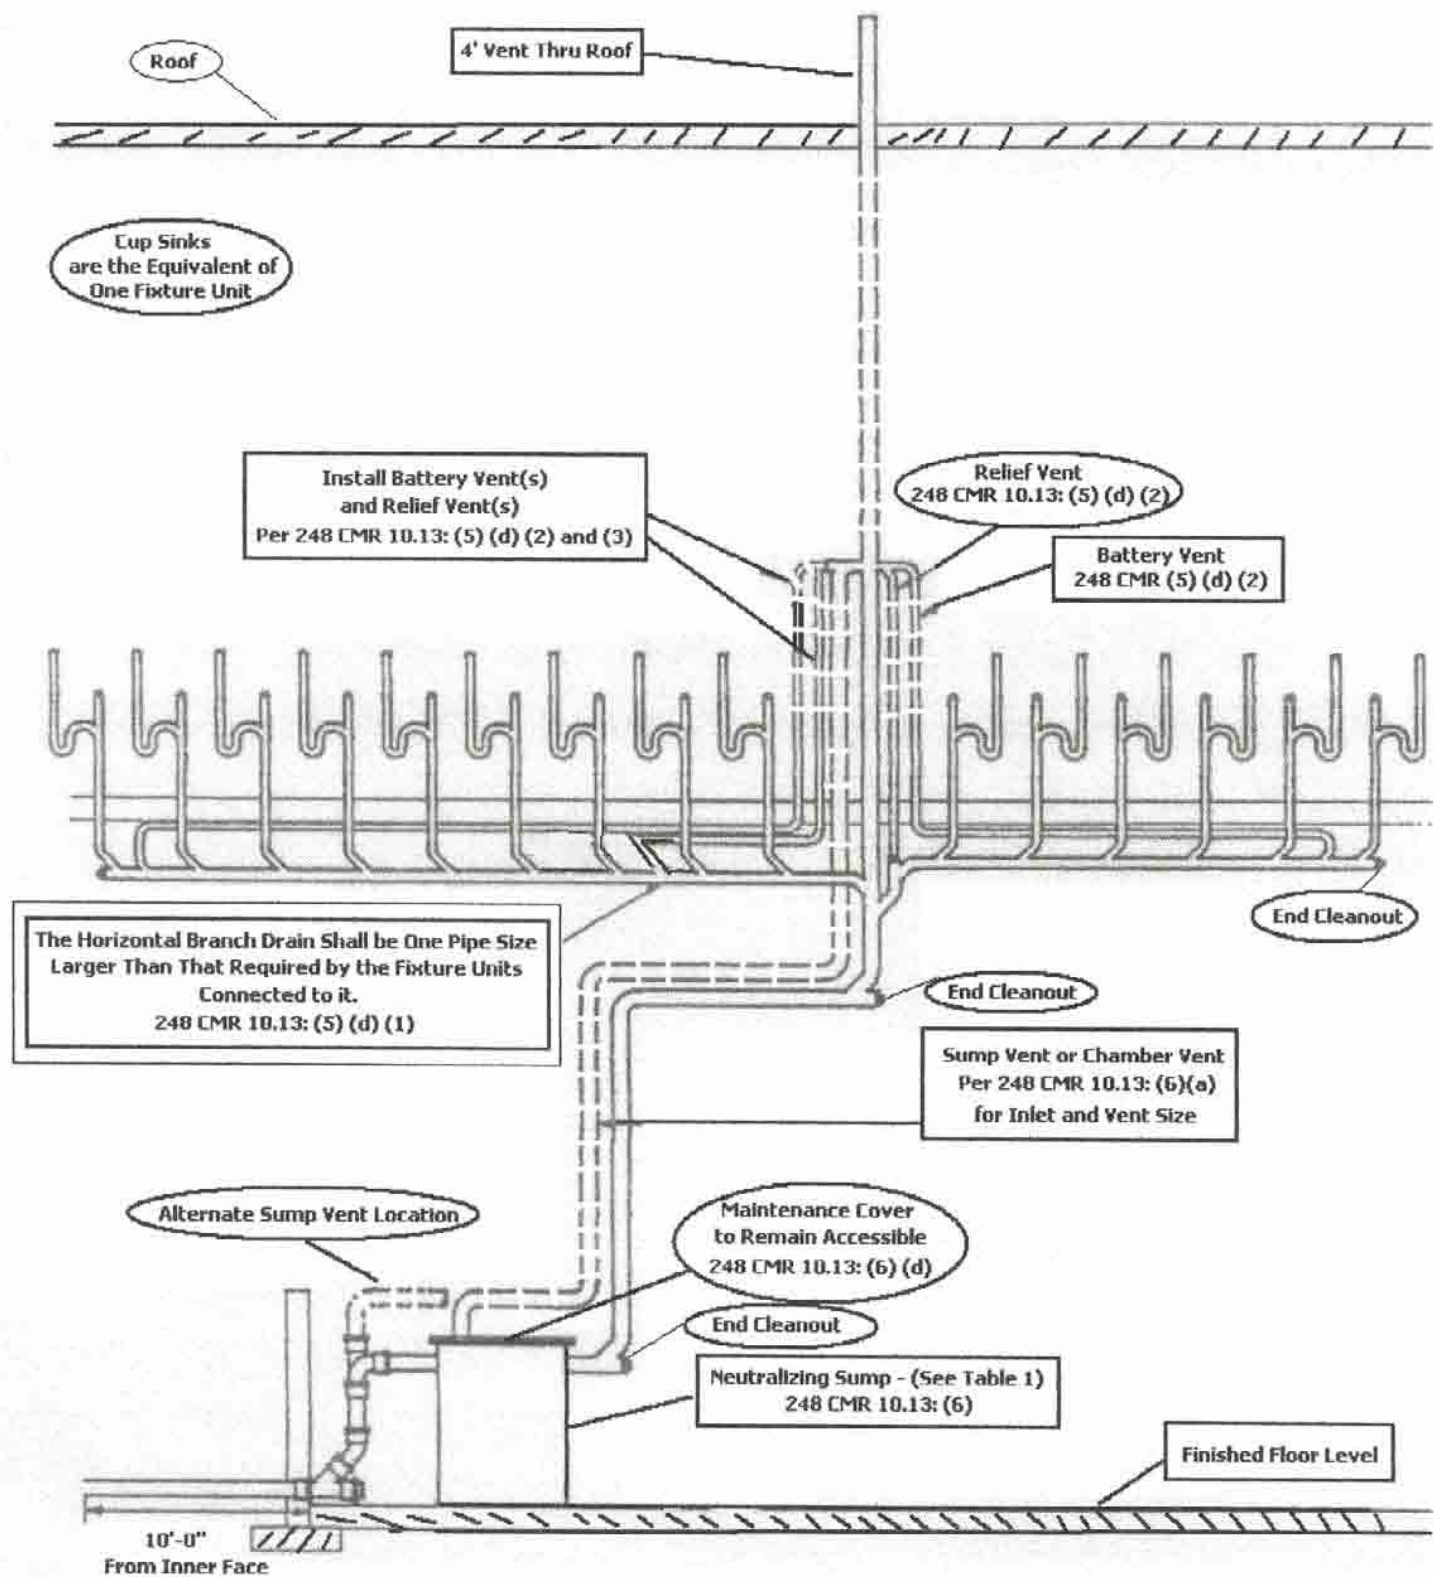 Roof
4' Vent Thru Roof
Cup Sinks
are the Equivalent of
One Fixture Unit
Install Battery Vent(s)
and Relief Vent(s)
Per 248 CMR 10.13: (5) (d) (2) and (3)
Relief Vent
248 CMR 10.13: (5) (d) (2)
Battery Vent
248 CMR (5) (d) (2)
The Horizontal Branch Drain Shall be One Pipe Size
Larger Than That Required by the Fixture Units
Connected to it.
248 CMR 10.13: (5) (d) (1)
End Cleanout
End Cleanout
Sump Vent or Chamber Vent
Per 248 CMR 10.13: (6)(a)
for Inlet and Vent Size
Alternate Sump Vent Location
Maintenance Cover
to Remain Accessible
248 CMR 10.13: (6) (d)
End Cleanout
Neutralizing Sump - (See Table 1)
248 CMR 10.13: (6)
Finished Floor Level
10'-0"
From Inner Face